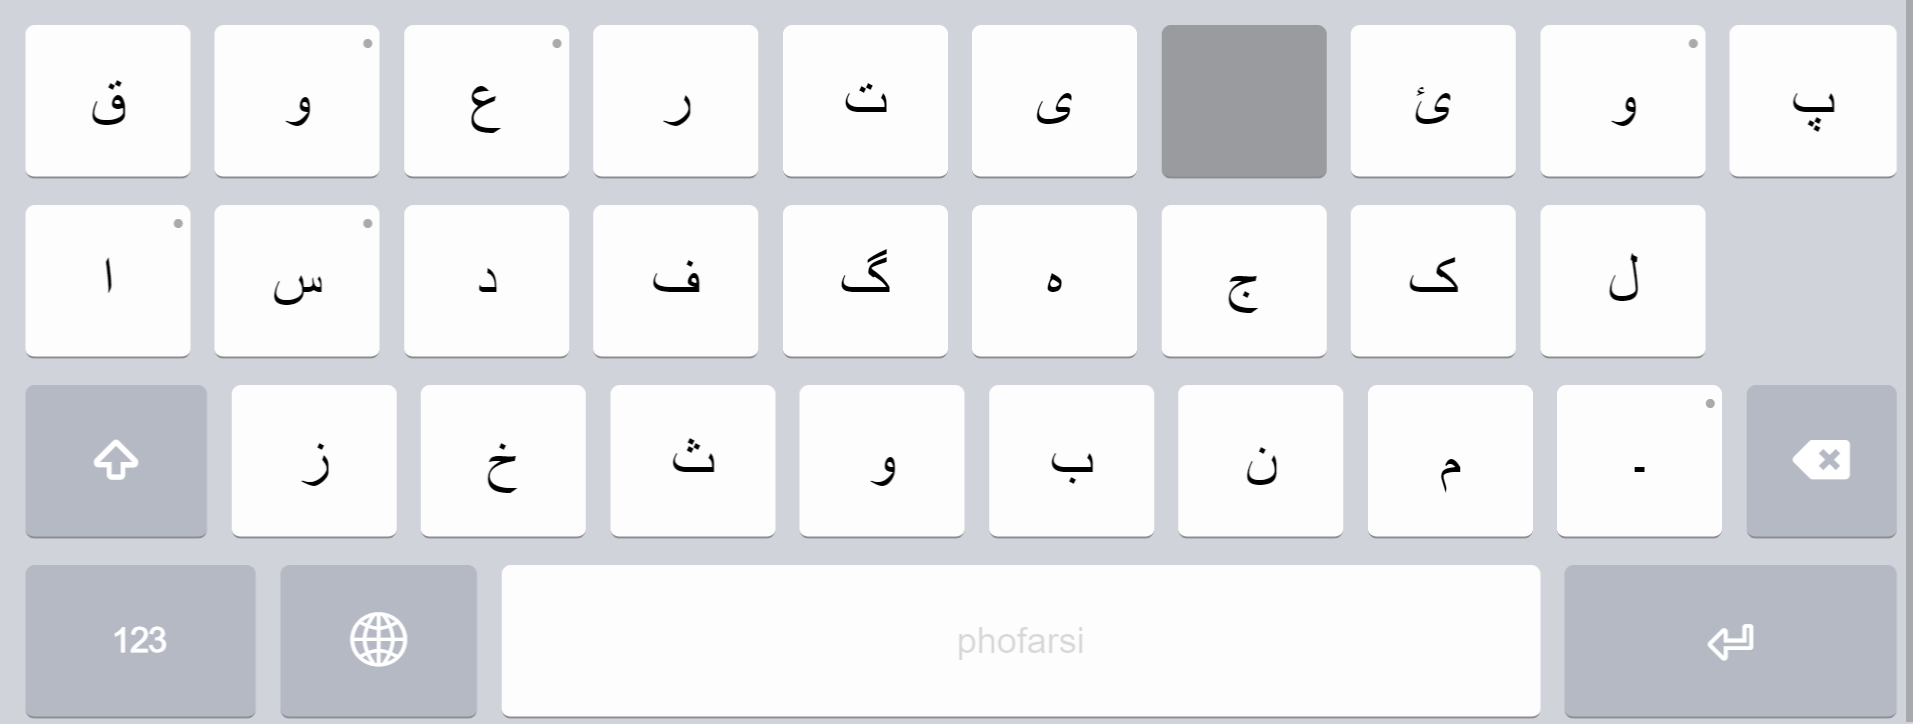 ق و ع ر ت ی ئ و پ
ا س د ف گ ه ج ک ل
ز خ ث و ب ن م -
123 phofarsi